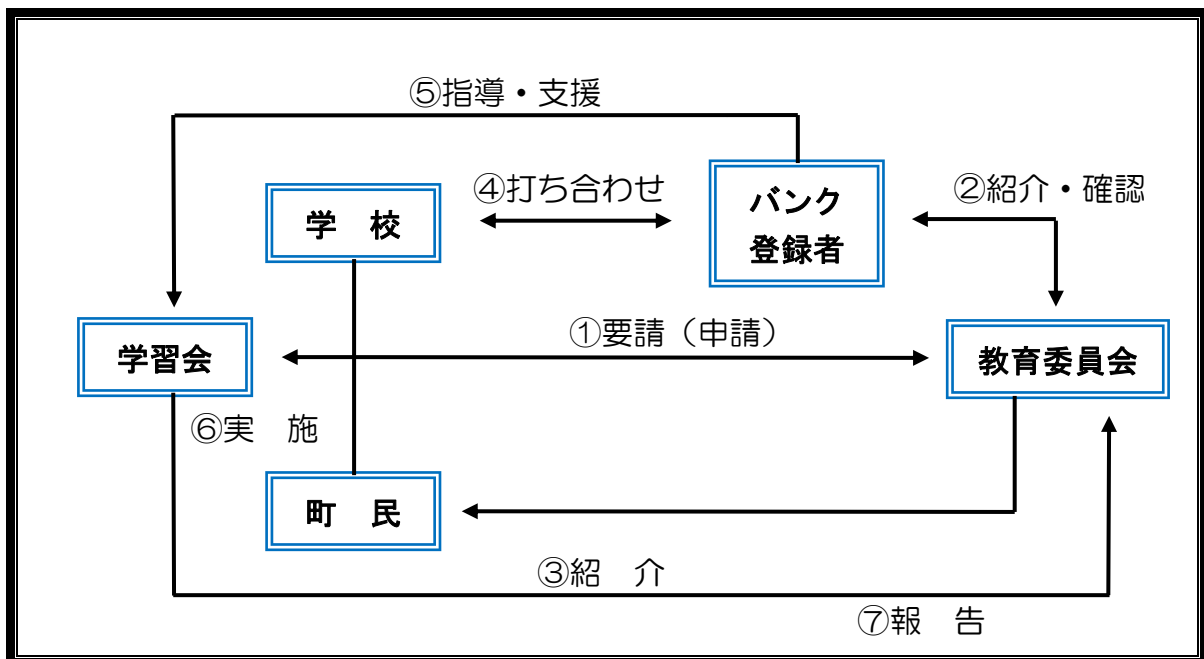 ⑤指導・支援
④打ち合わせ
②紹介・確認
学　校
バンク
登録者
①要請（申請）
学習会
教育委員会
⑥実　施
町　民
③紹　介
⑦報　告